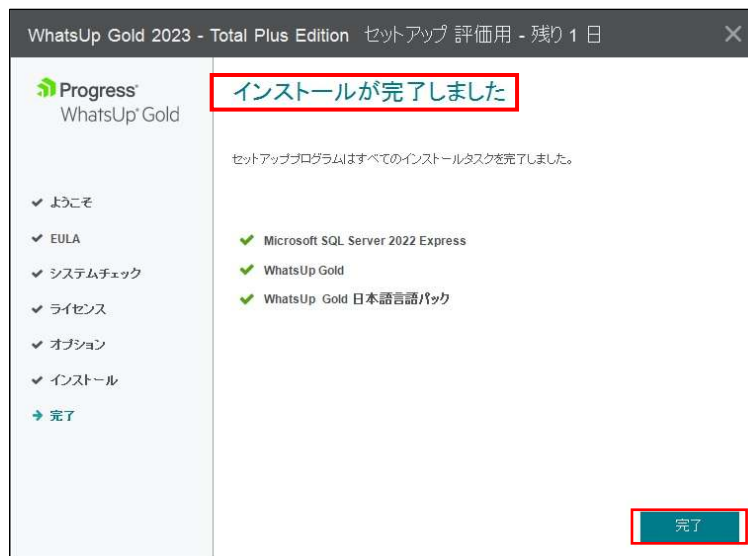 WhatsUp Gold 2023 - Total Plus Edition セットアップ 評価用 - 残り 1 日
Progress
WhatsUp Gold
インストールが完了しました
セットアッププログラムはすべてのインストールタスクを完了しました。
ようこそ
EULA
システムチェック
ライセンス
オプション
インストール
完了
Microsoft SQL Server 2022 Express
WhatsUp Gold
WhatsUp Gold 日本語言語パック
完了